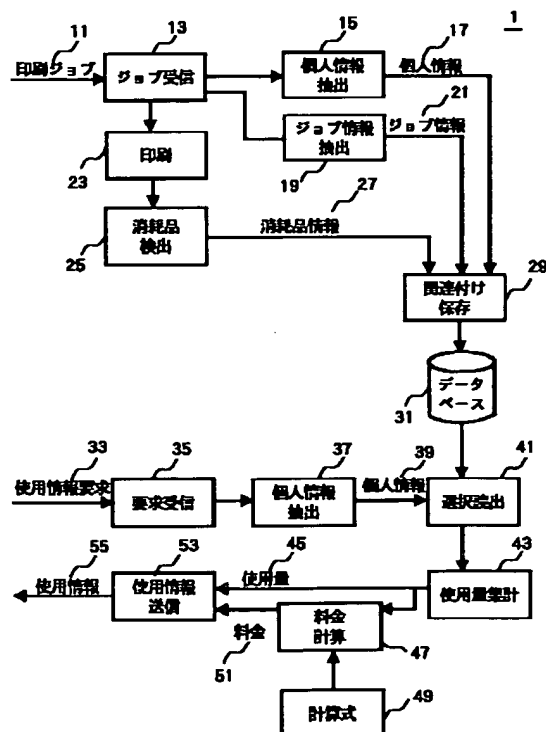 11
13
15
17
1
印刷ジョブ
ジョブ受信
個人情報
抽出
個人情報
21
ジョブ情報
抽出
ジョブ情報
19
23
印刷
27
消耗品
検出
消耗品情報
25
29
関連付け
保存
データ
ベース
31
33
35
37
39
41
使用情報要求
要求受信
個人情報
抽出
個人情報
選択読出
55
53
45
43
使用情報
使用情報
送信
使用量
使用量集計
料金
料金
計算
51
47
計算式
49